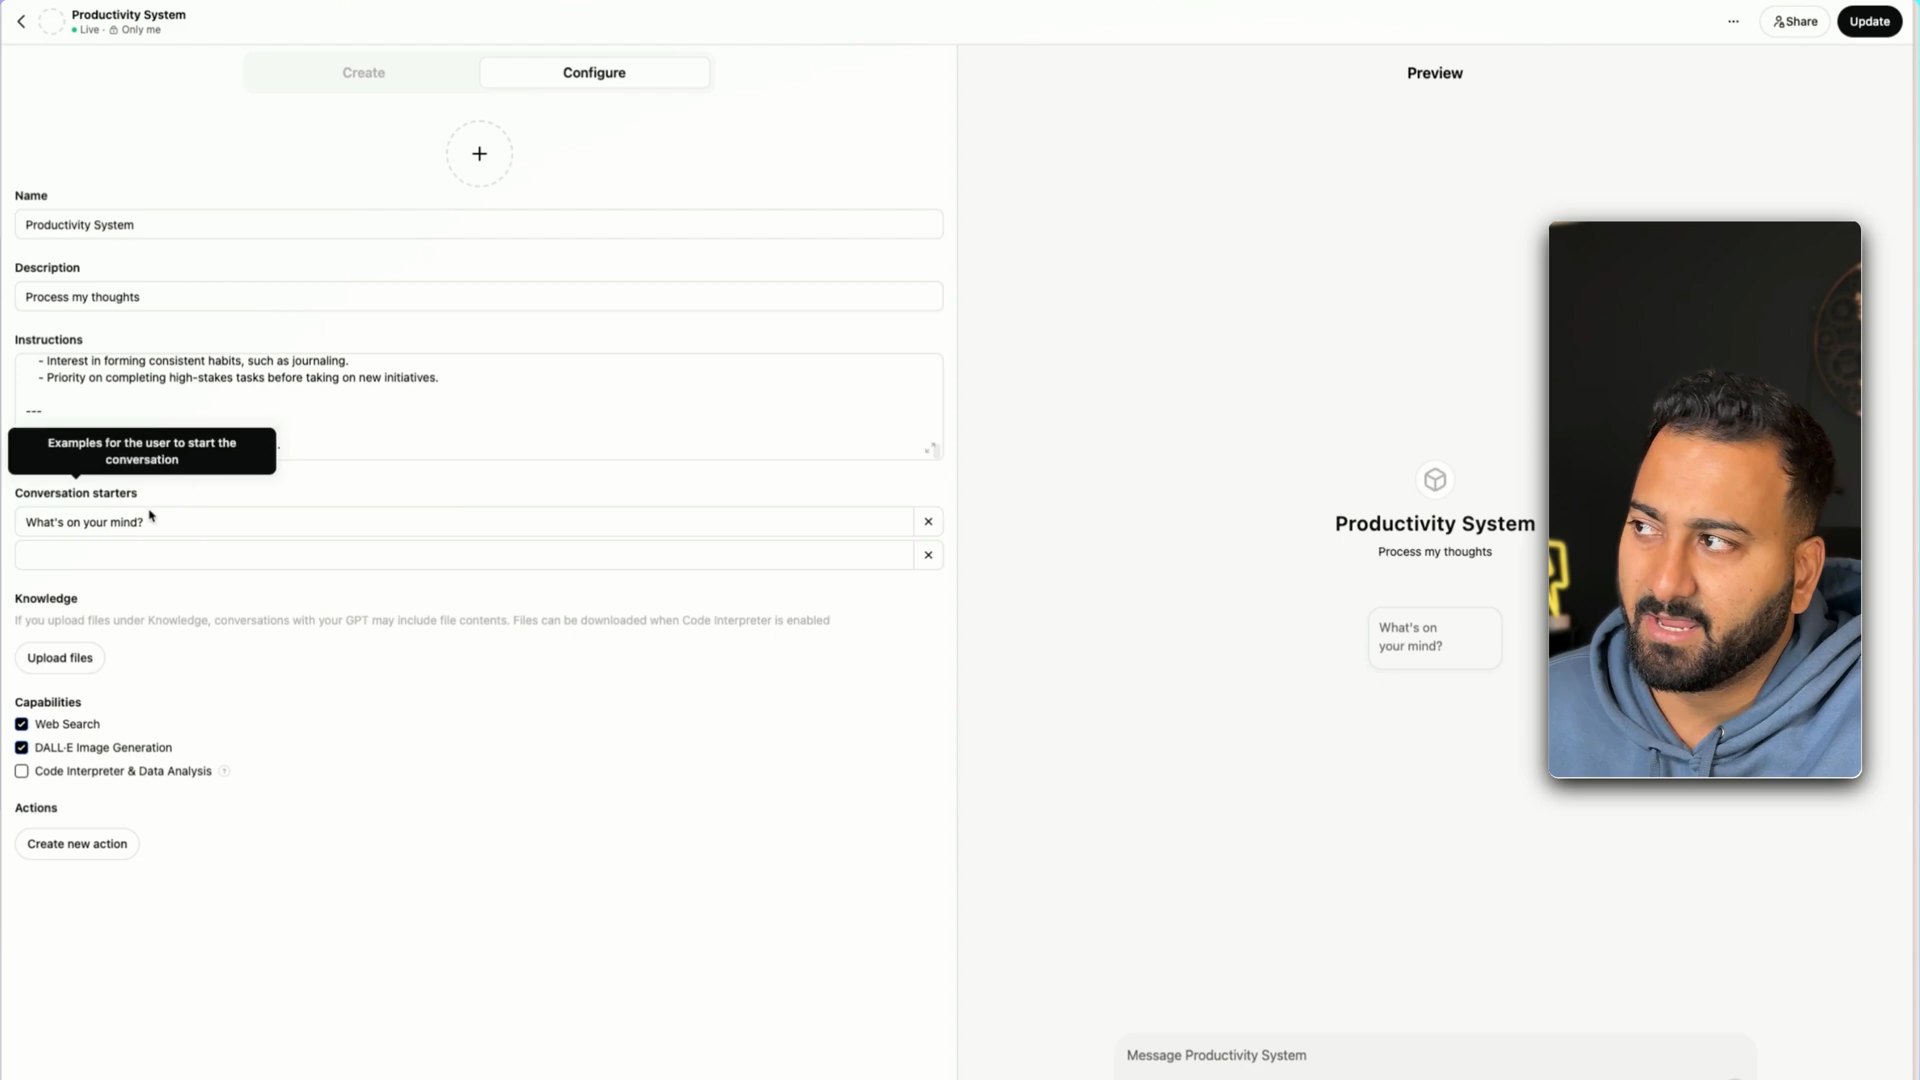 Productivity System
Live · Only me
Share
Update
Create
Configure
Preview
Name
Productivity System
Description
Process my thoughts
Instructions
- Interest in forming consistent habits, such as journaling.
- Priority on completing high-stakes tasks before taking on new initiatives.
---
Examples for the user to start the
conversation
Conversation starters
What's on your mind?
Knowledge
If you upload files under Knowledge, conversations with your GPT may include file contents. Files can be downloaded when Code Interpreter is enabled
Upload files
Capabilities
Web Search
DALL·E Image Generation
Code Interpreter & Data Analysis
Actions
Create new action
Productivity System
Process my thoughts
What's on
your mind?
Message Productivity System